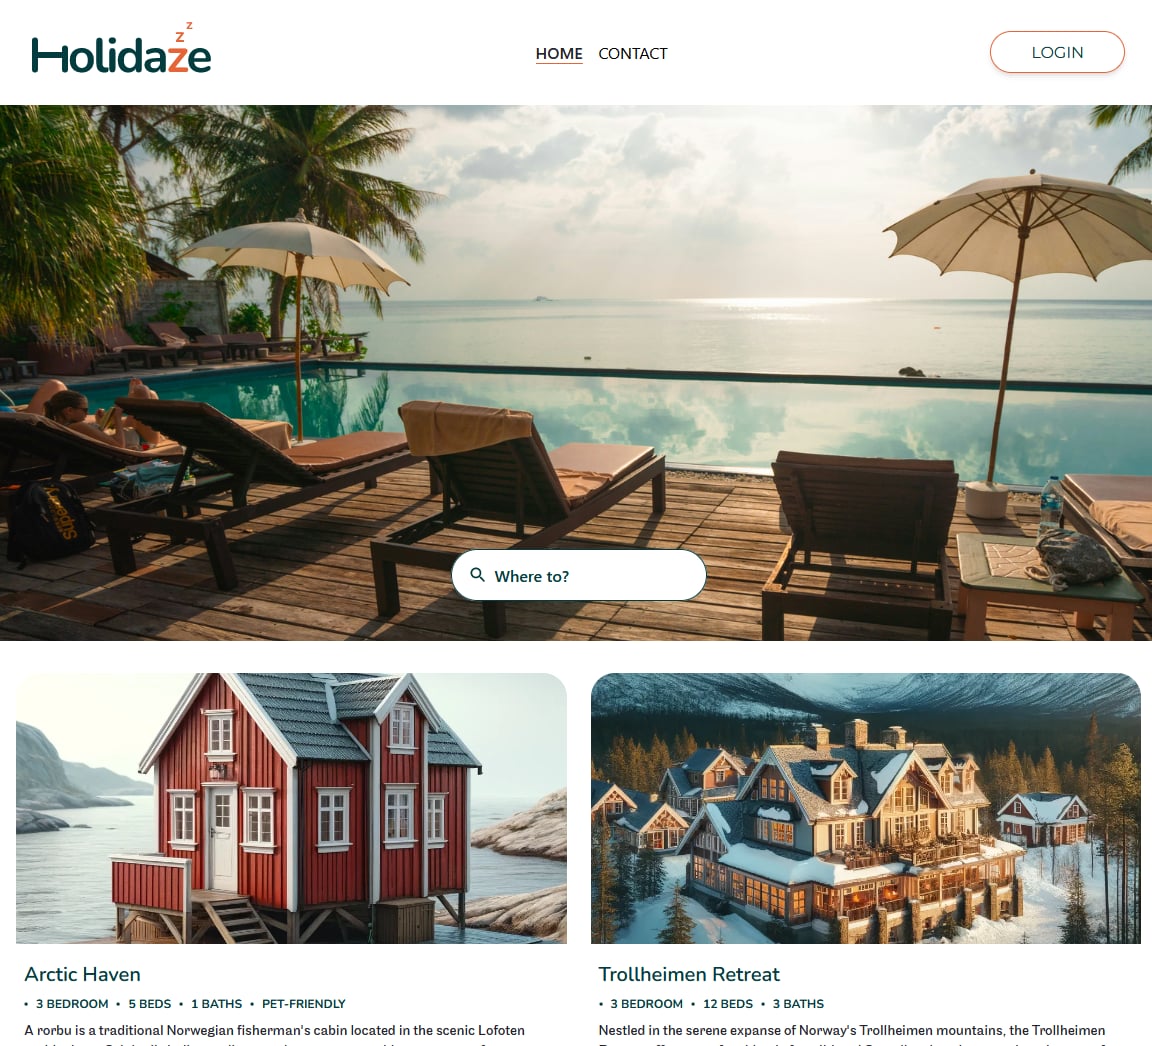 Holidaze
z
z
HOME CONTACT
LOGIN
Where to?
Arctic Haven
• 3 BEDROOM • 5 BEDS • 1 BATHS • PET-FRIENDLY
A rorbu is a traditional Norwegian fisherman's cabin located in the scenic Lofoten
Trollheimen Retreat
• 3 BEDROOM • 12 BEDS • 3 BATHS
Nestled in the serene expanse of Norway's Trollheimen mountains, the Trollheimen